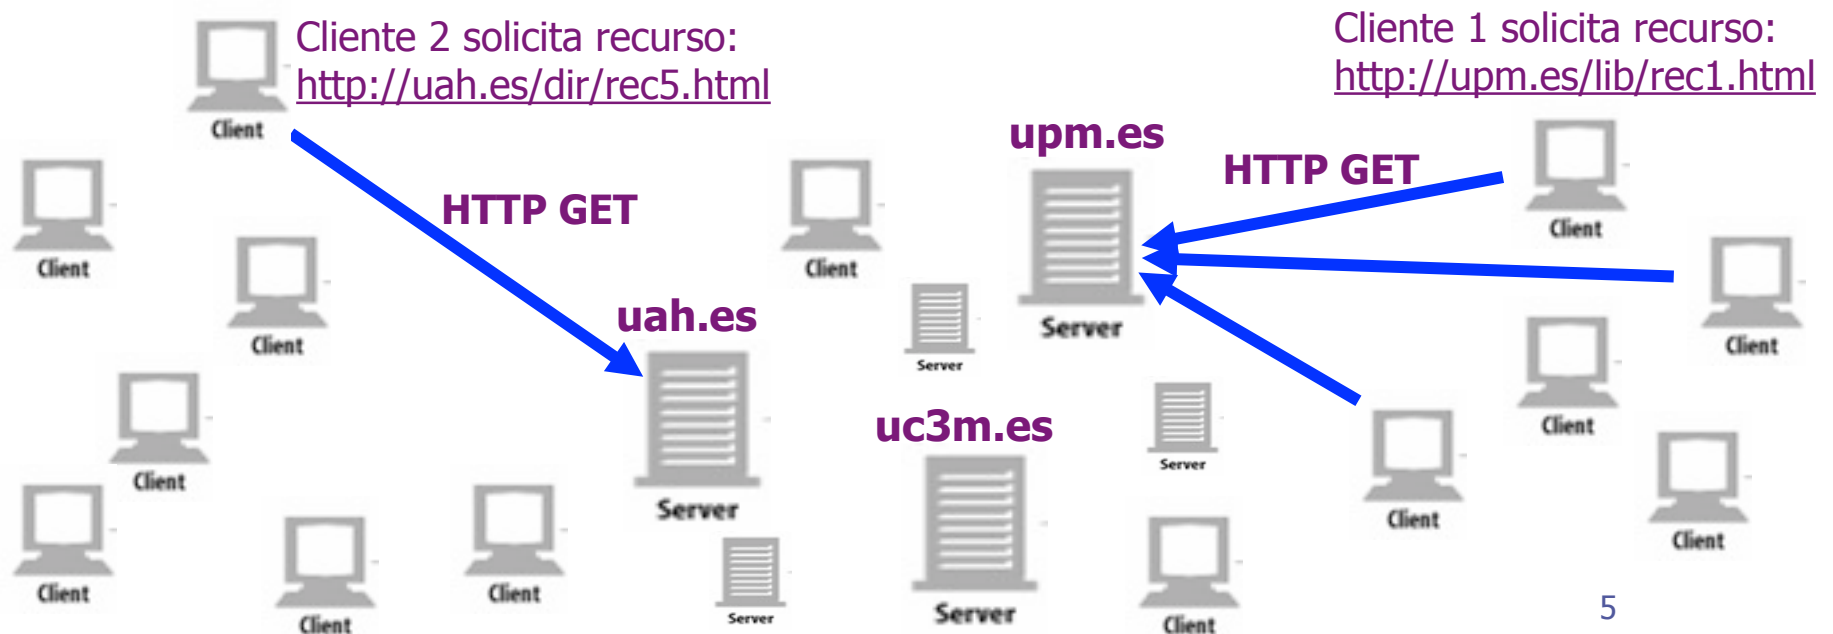 Cliente 2 solicita recurso:
http://uah.es/dir/rec5.html
Cliente 1 solicita recurso:
http://upm.es/lib/rec1.html
Client
upm.es
HTTP GET
HTTP GET
Client
Client
Client
Client
uah.es
Server
Client
Client
Server
uc3m.es
Client
Server
Client
Client
Server
Client
Client
Client
Client
Server
Server
Client
Client
5